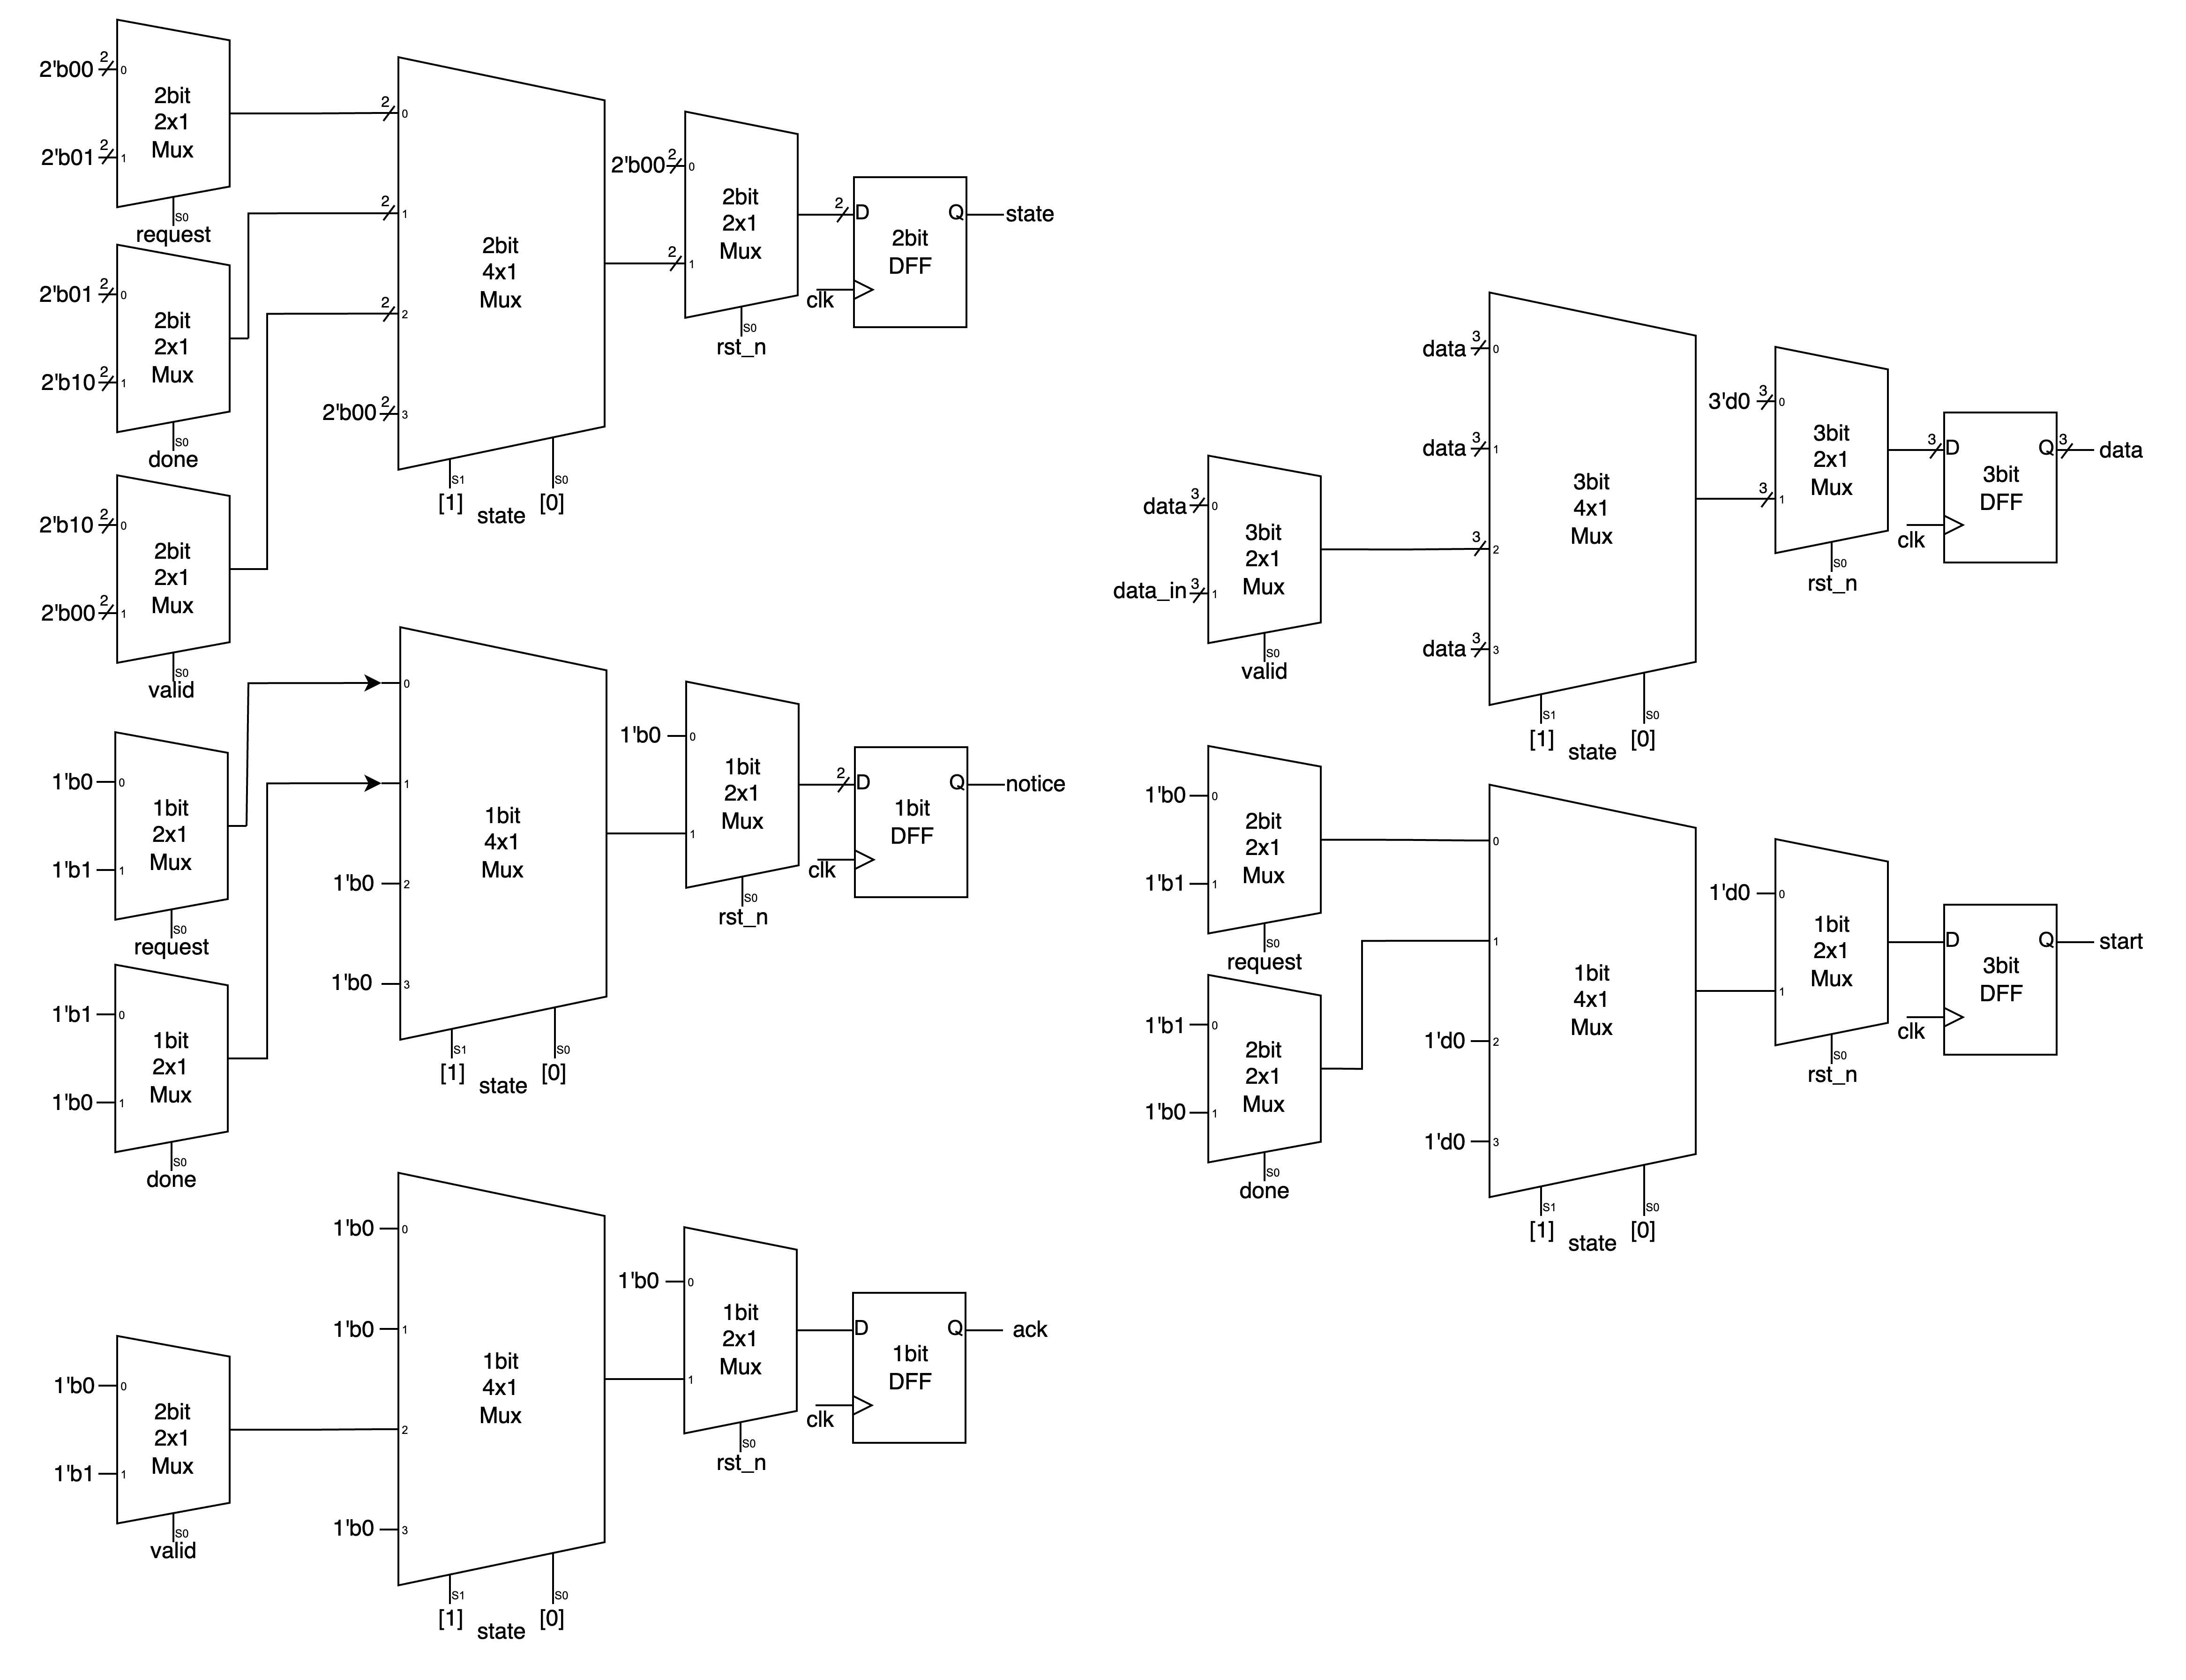 2'b00
2
0
2bit
2x1
Mux
2'b01
2
1
S0
request
2'b01
2
0
2bit
2x1
Mux
2'b10
2
1
S0
done
2'b10
2
0
2bit
2x1
Mux
2'b00
2
1
S0
valid
2
0
2
1
2
2
2'b00
2
3
2bit
4x1
Mux
S1
S0
[1]
state
[0]
2'b00
2
0
2bit
2x1
Mux
2
1
S0
rst_n
2
D
Q
2bit
DFF
clk
state
1'b0
0
1bit
2x1
Mux
1'b1
1
S0
request
1'b1
0
1bit
2x1
Mux
1'b0
1
S0
done
0
1
1'b0
2
1'b0
3
1bit
4x1
Mux
S1
S0
[1]
state
[0]
1'b0
0
1bit
2x1
Mux
1
S0
rst_n
2
D
Q
1bit
DFF
clk
notice
1'b0
0
2bit
2x1
Mux
1'b1
1
S0
valid
1'b0
0
1'b0
1
2
1'b0
3
1bit
4x1
Mux
S1
S0
[1]
state
[0]
1'b0
0
1bit
2x1
Mux
1
S0
rst_n
D
Q
1bit
DFF
clk
ack
data
3
0
3bit
2x1
Mux
data_in
3
1
S0
valid
data
3
0
data
3
1
3
2
data
3
3
3bit
4x1
Mux
S1
S0
[1]
state
[0]
3'd0
3
0
3bit
2x1
Mux
3
1
S0
rst_n
3
D
Q
3
3bit
DFF
clk
data
1'b0
0
2bit
2x1
Mux
1'b1
1
S0
request
1'b1
0
2bit
2x1
Mux
1'b0
1
S0
done
0
1
1'd0
2
1'd0
3
1bit
4x1
Mux
S1
S0
[1]
state
[0]
1'd0
0
1bit
2x1
Mux
1
S0
rst_n
D
Q
3bit
DFF
clk
start